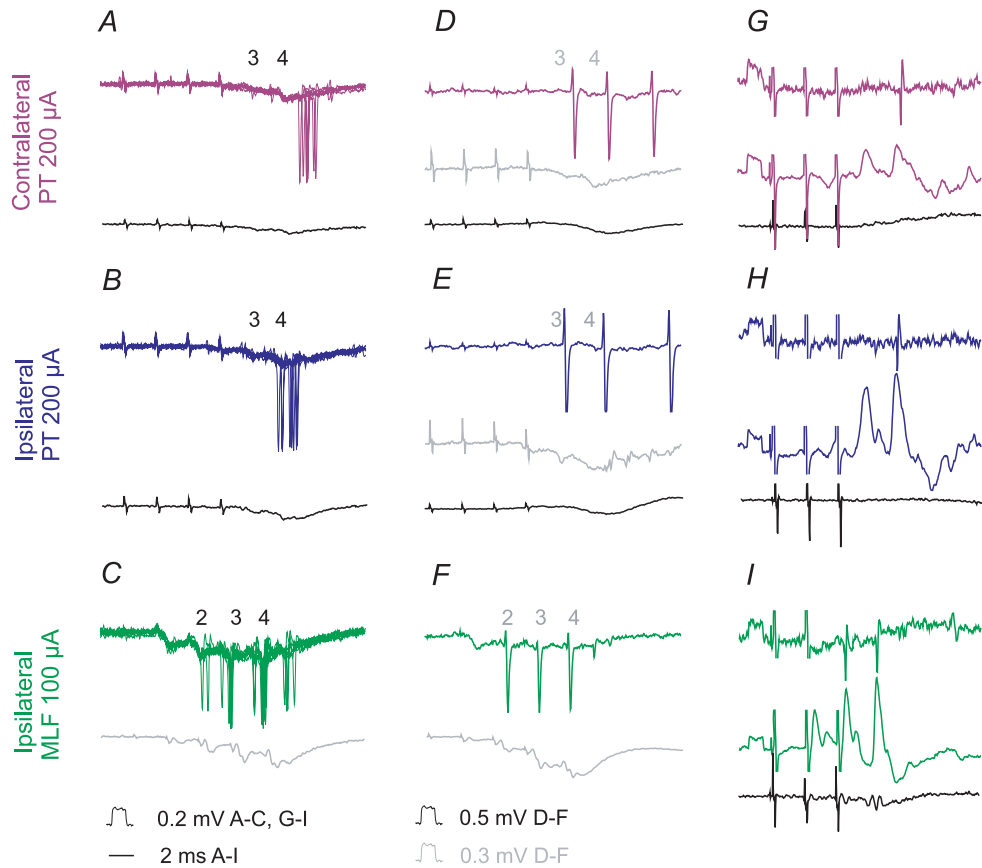 A
D
G
3 4
3 4
Contralateral
PT 200 µA
B
E
H
3 4
3 4
Ipsilateral
PT 200 µA
C
F
I
2 3 4
2 3 4
Ipsilateral
MLF 100 µA
0.2 mV A-C, G-I
0.5 mV D-F
2 ms A-I
0.3 mV D-F